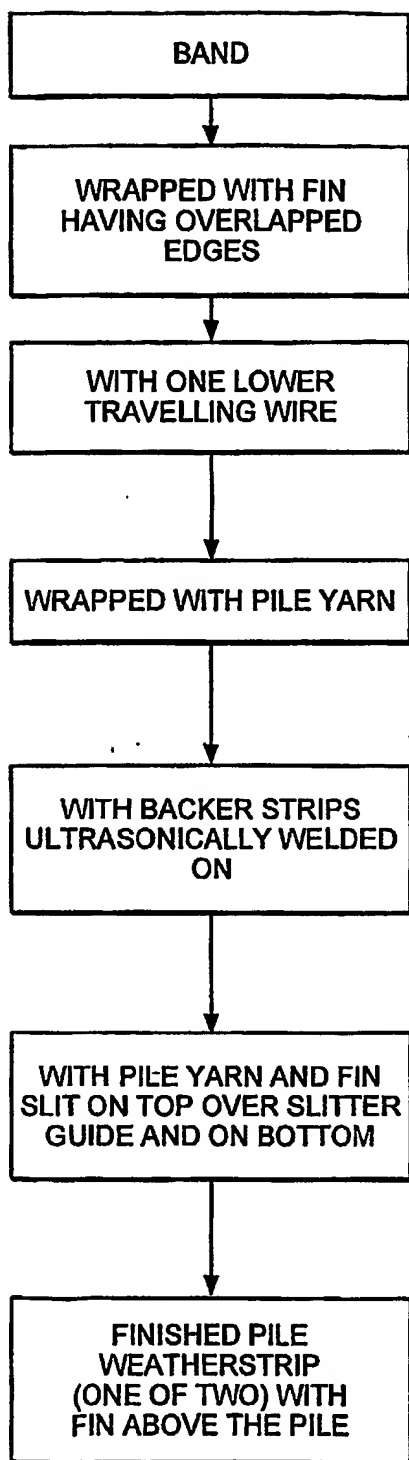 BAND
WRAPPED WITH FIN
HAVING OVERLAPPED
EDGES
WITH ONE LOWER
TRAVELLING WIRE
WRAPPED WITH PILE YARN
WITH BACKER STRIPS
ULTRASONICALLY WELDED
ON
WITH PILE YARN AND FIN
SLIT ON TOP OVER SLITTER
GUIDE AND ON BOTTOM
FINISHED PILE
WEATHERSTRIP
(ONE OF TWO) WITH
FIN ABOVE THE PILE